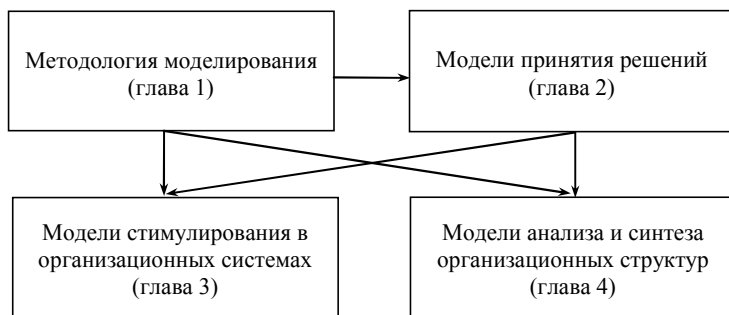 Методология моделирования
(глава 1)
Модели принятия решений
(глава 2)
Модели стимулирования в
организационных системах
(глава 3)
Модели анализа и синтеза
организационных структур
(глава 4)